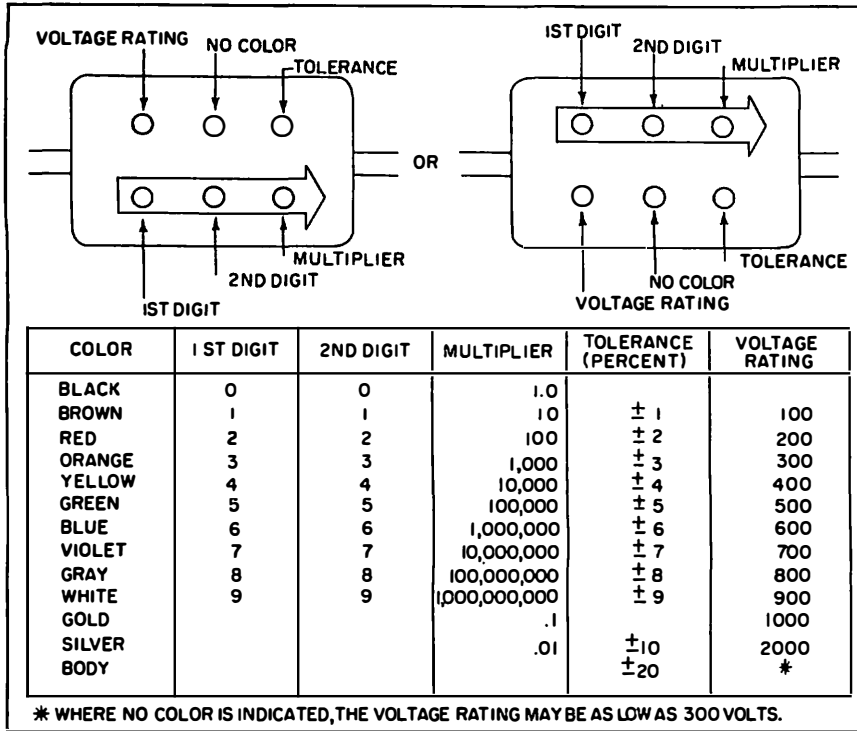 VOLTAGE RATING
NO COLOR
TOLERANCE
MULTIPLIER
2ND DIGIT
1ST DIGIT
OR
1ST DIGIT
2ND DIGIT
MULTIPLIER
TOLERANCE
NO COLOR
VOLTAGE RATING
COLOR 1 ST DIGIT 2ND DIGIT MULTIPLIER TOLERANCE (PERCENT) VOLTAGE RATING
BLACK 0 0 1.0
BROWN 1 1 10 ± 1 100
RED 2 2 100 ± 2 200
ORANGE 3 3 1,000 ± 3 300
YELLOW 4 4 10,000 ± 4 400
GREEN 5 5 100,000 ± 5 500
BLUE 6 6 1,000,000 ± 6 600
VIOLET 7 7 10,000,000 ± 7 700
GRAY 8 8 100,000,000 ± 8 800
WHITE 9 9 1,000,000,000 ± 9 900
GOLD .1 1000
SILVER .01 ±10 2000
BODY ±20 *
* WHERE NO COLOR IS INDICATED, THE VOLTAGE RATING MAY BE AS LOW AS 300 VOLTS.